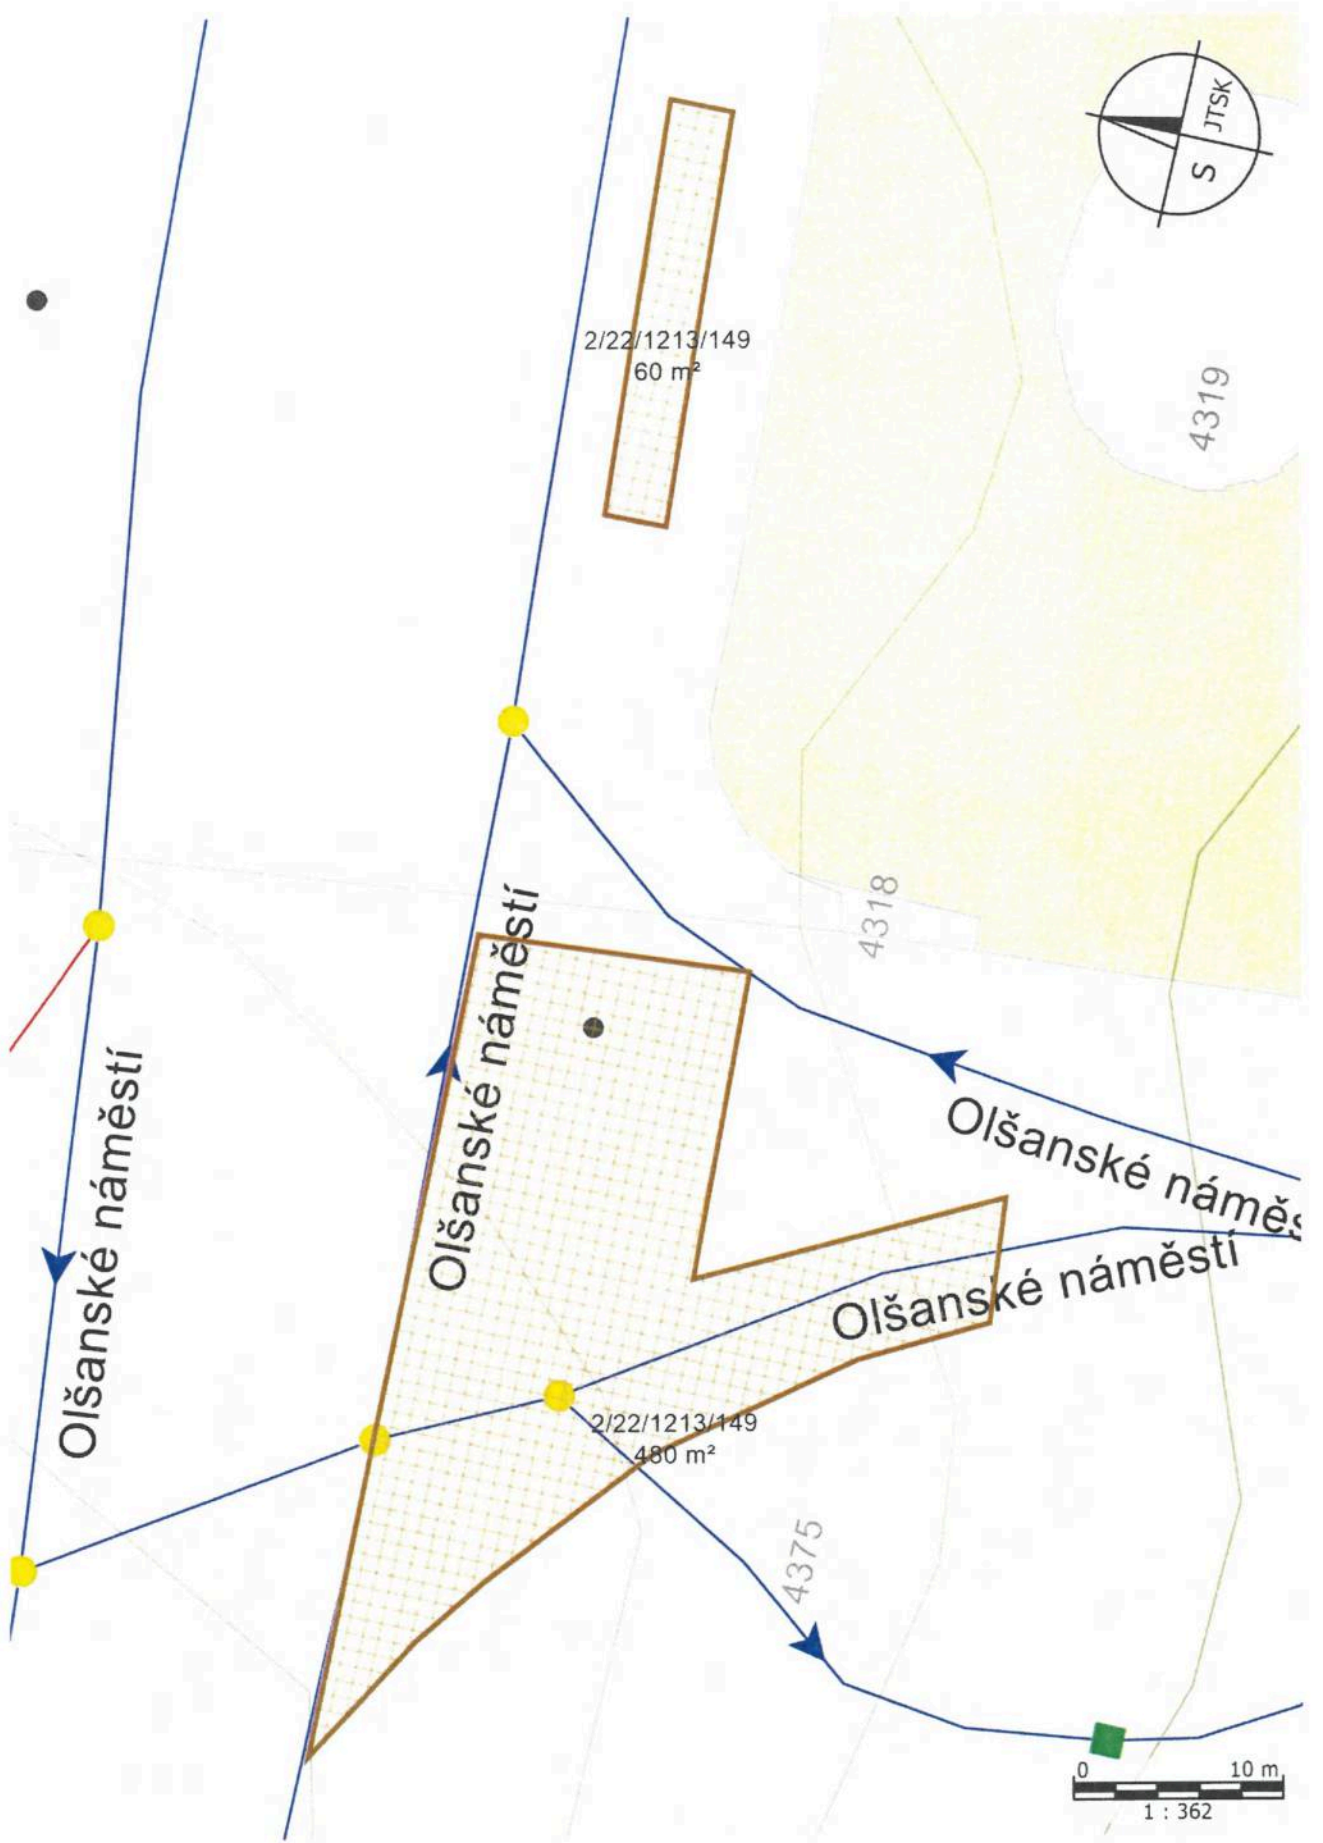 JTSK
S
2/22/1213/149
60 m²
4319
4318
Olšanské náměstí
Olšanské náměstí
Olšanské námě
Olšanské náměstí
2/22/1213/149
480 m²
4375
0 10 m
1 : 362